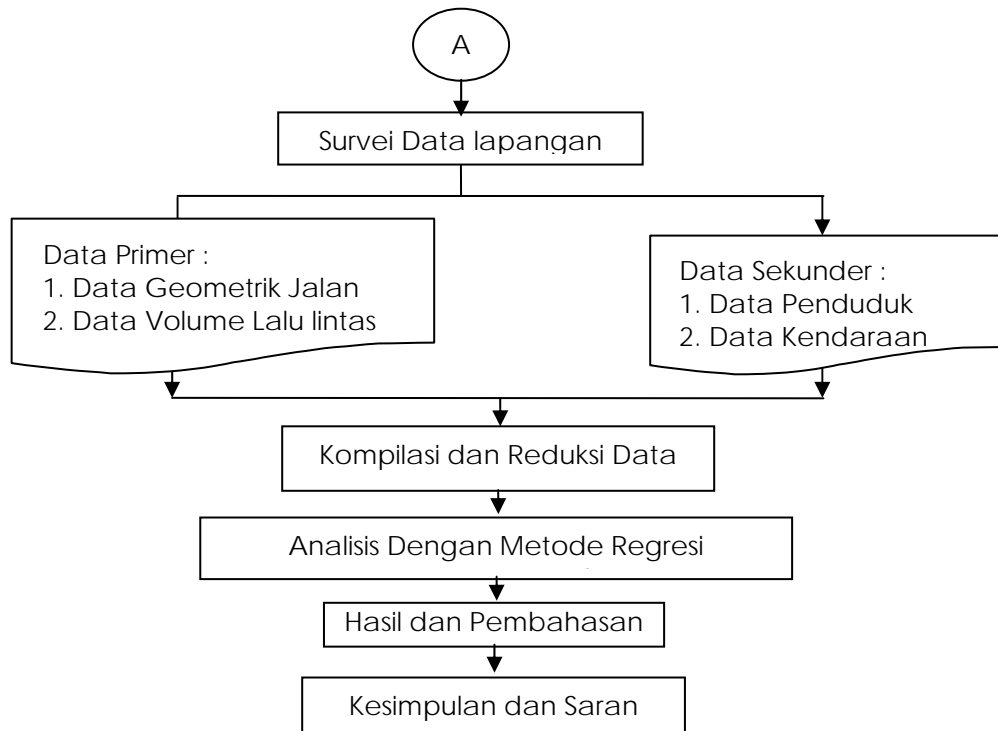 A
Survei Data lapangan
Data Primer :
1. Data Geometrik Jalan
2. Data Volume Lalu lintas
Data Sekunder :
1. Data Penduduk
2. Data Kendaraan
Kompilasi dan Reduksi Data
Analisis Dengan Metode Regresi
Hasil dan Pembahasan
Kesimpulan dan Saran